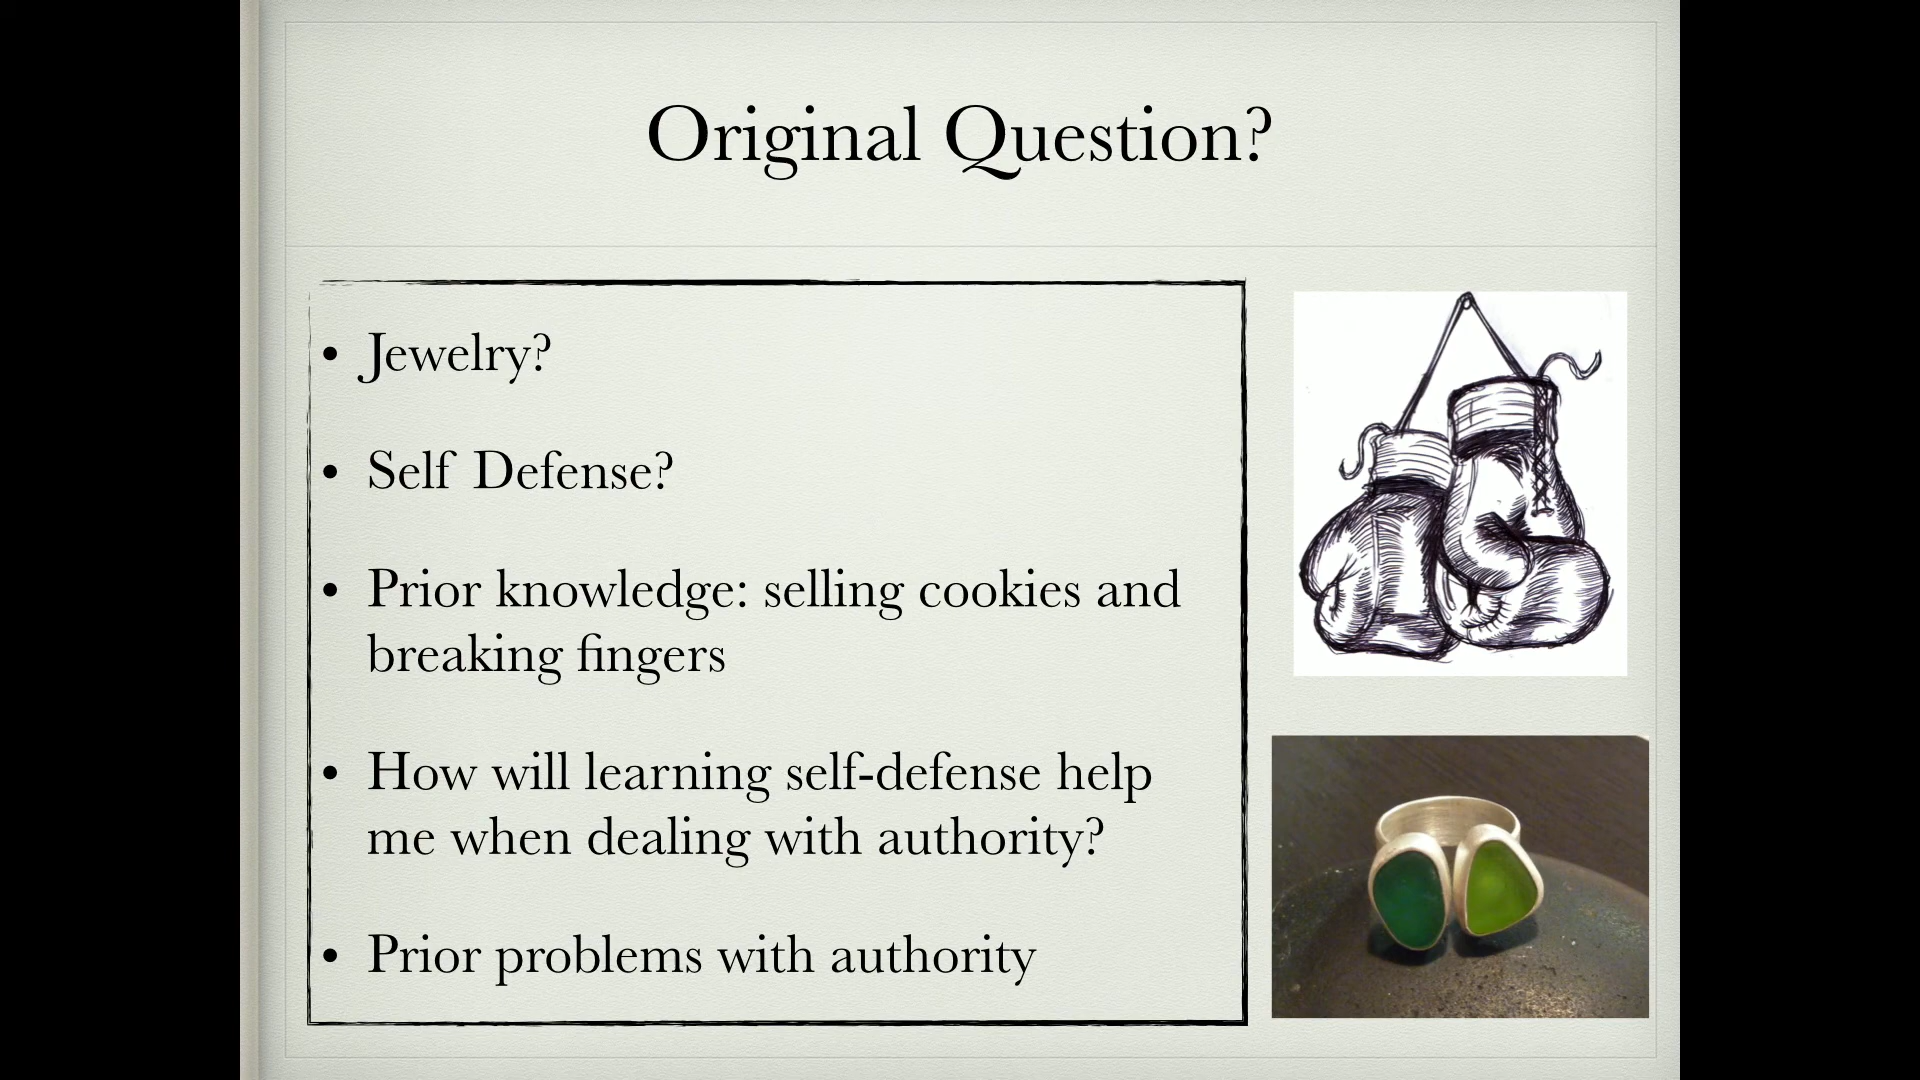 Original Question?
• Jewelry?
• Self Defense?
• Prior knowledge: selling cookies and
breaking fingers
• How will learning self-defense help
me when dealing with authority?
• Prior problems with authority